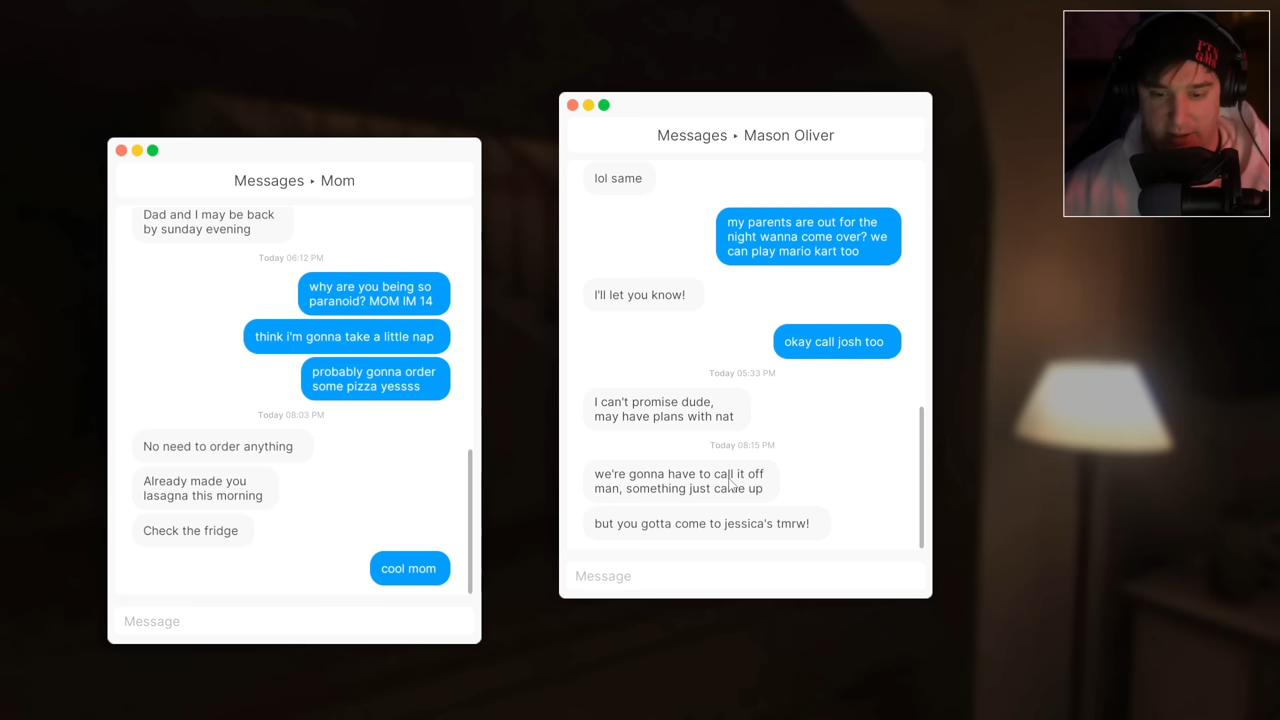 Messages ‣ Mom
Dad and I may be back
by sunday evening
Today 06:12 PM
why are you being so
paranoid? MOM IM 14
think i'm gonna take a little nap
probably gonna order
some pizza yessss
Today 08:03 PM
No need to order anything
Already made you
lasagna this morning
Check the fridge
cool mom
Message
Messages ‣ Mason Oliver
lol same
my parents are out for the
night wanna come over? we
can play mario kart too
I'll let you know!
okay call josh too
Today 05:33 PM
I can't promise dude,
may have plans with nat
Today 08:15 PM
we're gonna have to call it off
man, something just came up
but you gotta come to jessica's tmrw!
Message